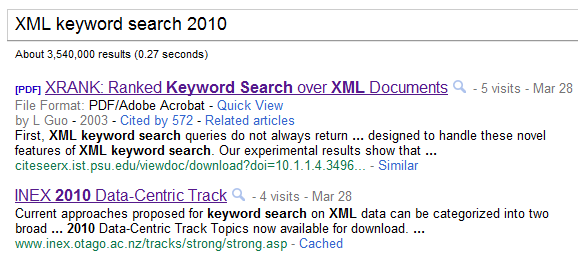 XML keyword search 2010
About 3,540,000 results (0.27 seconds)
[PDF] XRANK: Ranked Keyword Search over XML Documents - 5 visits - Mar 28
File Format: PDF/Adobe Acrobat - Quick View
by L Guo - 2003 - Cited by 572 - Related articles
First, XML keyword search queries do not always return ... designed to handle these novel
features of XML keyword search. Our experimental results show that ...
citeseerx.ist.psu.edu/viewdoc/download?doi=10.1.1.4.3496... - Similar
INEX 2010 Data-Centric Track - 4 visits - Mar 28
Current approaches proposed for keyword search on XML data can be categorized into two
broad ... 2010 Data-Centric Track Topics now available for download. ...
www.inex.otago.ac.nz/tracks/strong/strong.asp - Cached